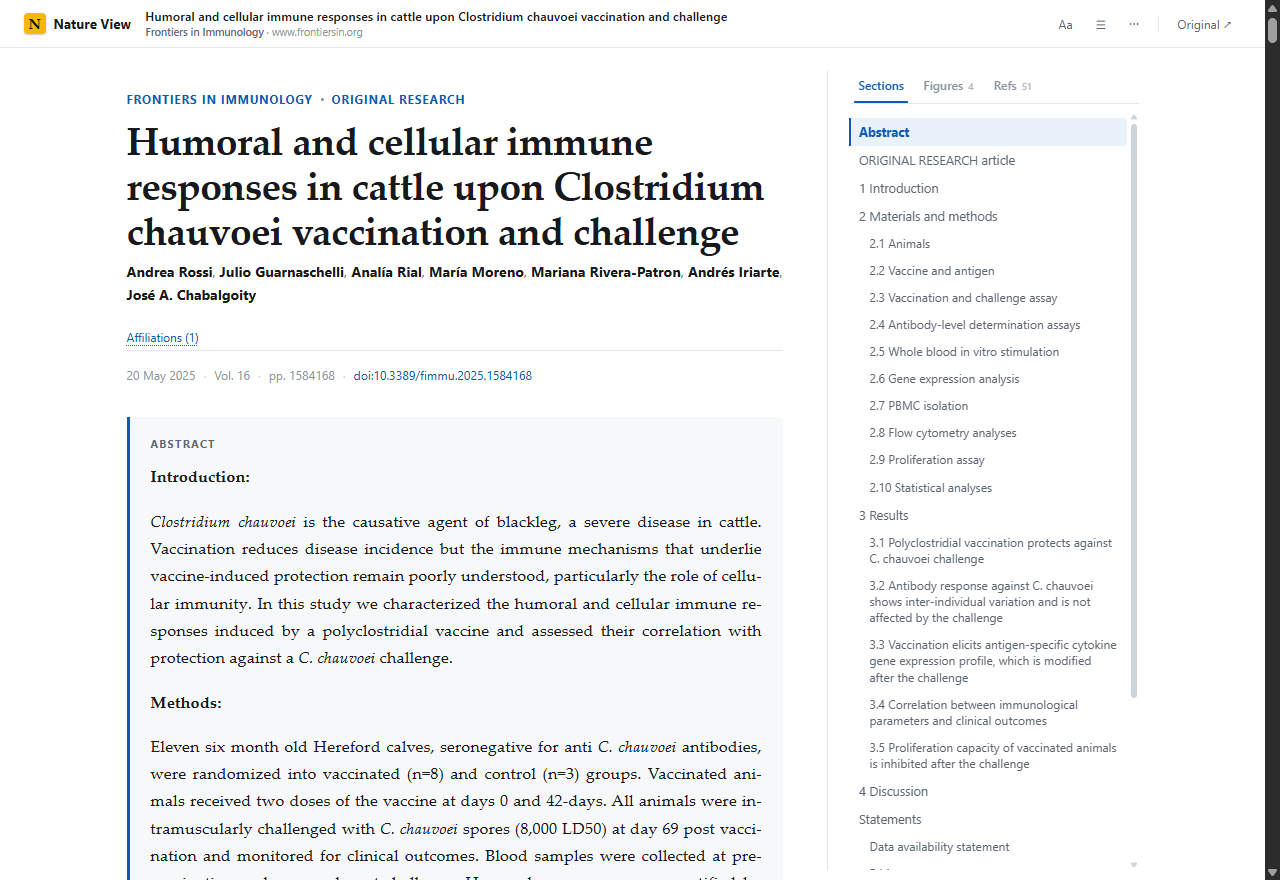 N Nature View
Humoral and cellular immune responses in cattle upon Clostridium chauvoei vaccination and challenge
Frontiers in Immunology · www.frontiersin.org
Aa ☰ ··· Original ↗
FRONTIERS IN IMMUNOLOGY • ORIGINAL RESEARCH
Humoral and cellular immune
responses in cattle upon Clostridium
chauvoei vaccination and challenge
Andrea Rossi, Julio Guarnaschelli, Analía Rial, María Moreno, Mariana Rivera-Patron, Andrés Iriarte,
José A. Chabalgoity
Affiliations (1)
20 May 2025 · Vol. 16 · pp. 1584168 · doi:10.3389/fimmu.2025.1584168
ABSTRACT
Introduction:
Clostridium chauvoei is the causative agent of blackleg, a severe disease in cattle.
Vaccination reduces disease incidence but the immune mechanisms that underlie
vaccine-induced protection remain poorly understood, particularly the role of cellu-
lar immunity. In this study we characterized the humoral and cellular immune re-
sponses induced by a polyclostridial vaccine and assessed their correlation with
protection against a C. chauvoei challenge.
Methods:
Eleven six month old Hereford calves, seronegative for anti C. chauvoei antibodies,
were randomized into vaccinated (n=8) and control (n=3) groups. Vaccinated ani-
mals received two doses of the vaccine at days 0 and 42-days. All animals were in-
tramuscularly challenged with C. chauvoei spores (8,000 LD50) at day 69 post vacci-
nation and monitored for clinical outcomes. Blood samples were collected at pre-
Sections Figures 4 Refs 51
Abstract
ORIGINAL RESEARCH article
1 Introduction
2 Materials and methods
2.1 Animals
2.2 Vaccine and antigen
2.3 Vaccination and challenge assay
2.4 Antibody-level determination assays
2.5 Whole blood in vitro stimulation
2.6 Gene expression analysis
2.7 PBMC isolation
2.8 Flow cytometry analyses
2.9 Proliferation assay
2.10 Statistical analyses
3 Results
3.1 Polyclostridial vaccination protects against
C. chauvoei challenge
3.2 Antibody response against C. chauvoei
shows inter-individual variation and is not
affected by the challenge
3.3 Vaccination elicits antigen-specific cytokine
gene expression profile, which is modified
after the challenge
3.4 Correlation between immunological
parameters and clinical outcomes
3.5 Proliferation capacity of vaccinated animals
is inhibited after the challenge
4 Discussion
Statements
Data availability statement